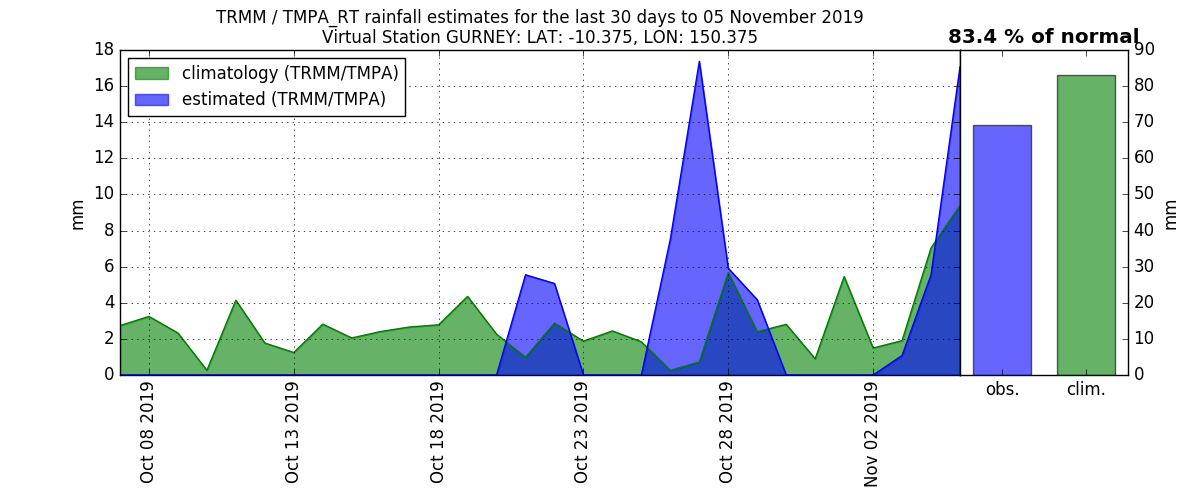 TRMM / TMPA_RT rainfall estimates for the last 30 days to 05 November 2019
Virtual Station GURNEY: LAT: -10.375, LON: 150.375
83.4 % of normal
climatology (TRMM/TMPA)
estimated (TRMM/TMPA)
18
16
14
12
10
8
6
4
2
0
mm
Oct 08 2019
Oct 13 2019
Oct 18 2019
Oct 23 2019
Oct 28 2019
Nov 02 2019
obs.
clim.
90
80
70
60
50
40
30
20
10
0
mm